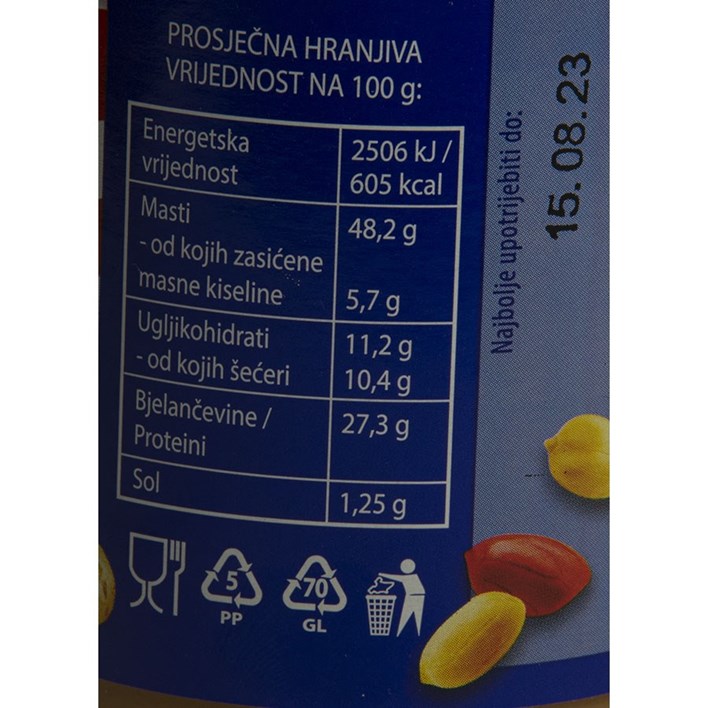 PROSJEČNA HRANJIVA
VRIJEDNOST NA 100 g:
Energetska
vrijednost
2506 kJ /
605 kcal
Masti
48,2 g
- od kojih zasićene
masne kiseline
5,7 g
Ugljikohidrati
11,2 g
- od kojih šećeri
10,4 g
Bjelančevine /
Proteini
27,3 g
Sol
1,25 g
5
PP
70
GL
Najbolje upotrijebiti do:
15.08.23